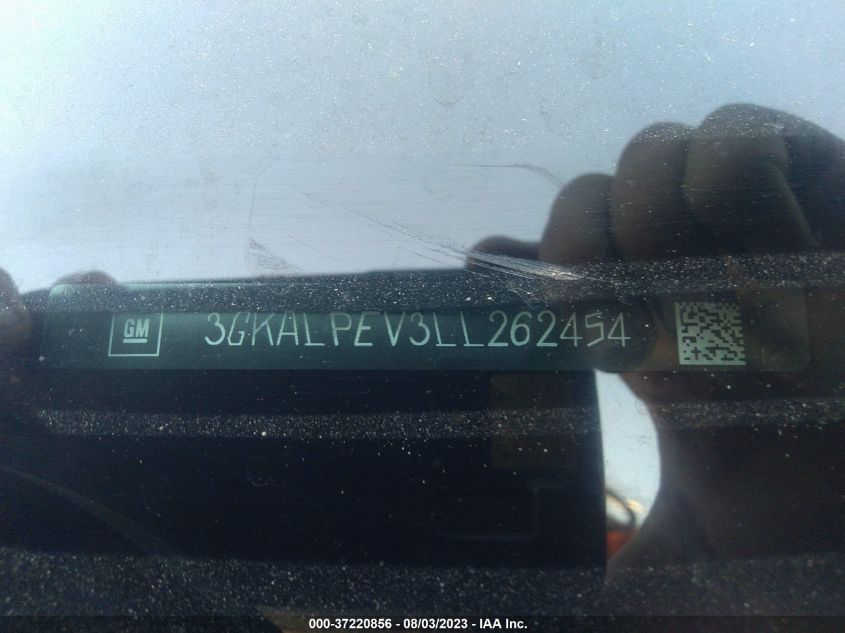 GM 3GKALPEV3LL262454
000-37220856 - 08/03/2023 - IAA Inc.